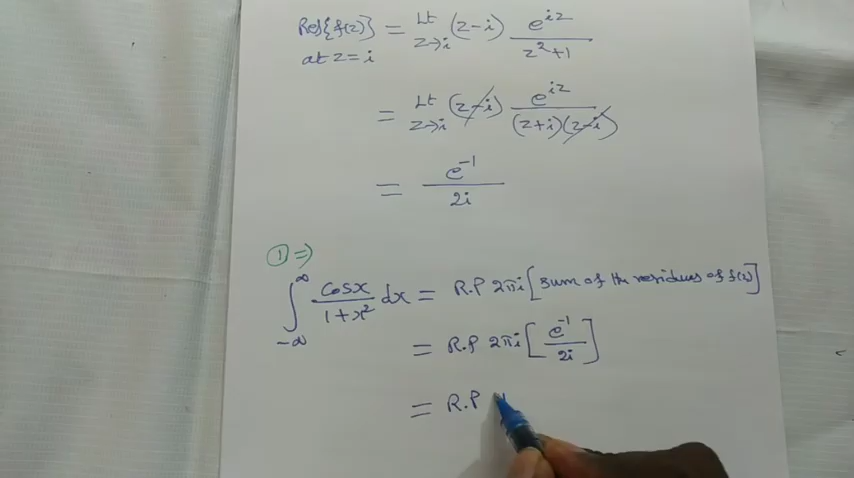 Res{f(z)} = Lt z→i (z-i) e^{iz} / z²+1
at z=i
= Lt z→i (z-i) e^{iz} / (z+i)(z-i)
= e^{-1} / 2i
① ⇒
∫_{-∞}^{∞} cosx / 1+x² dx = R.P 2πi [sum of the residues of f(z)]
= R.P 2πi [e^{-1} / 2i]
= R.P